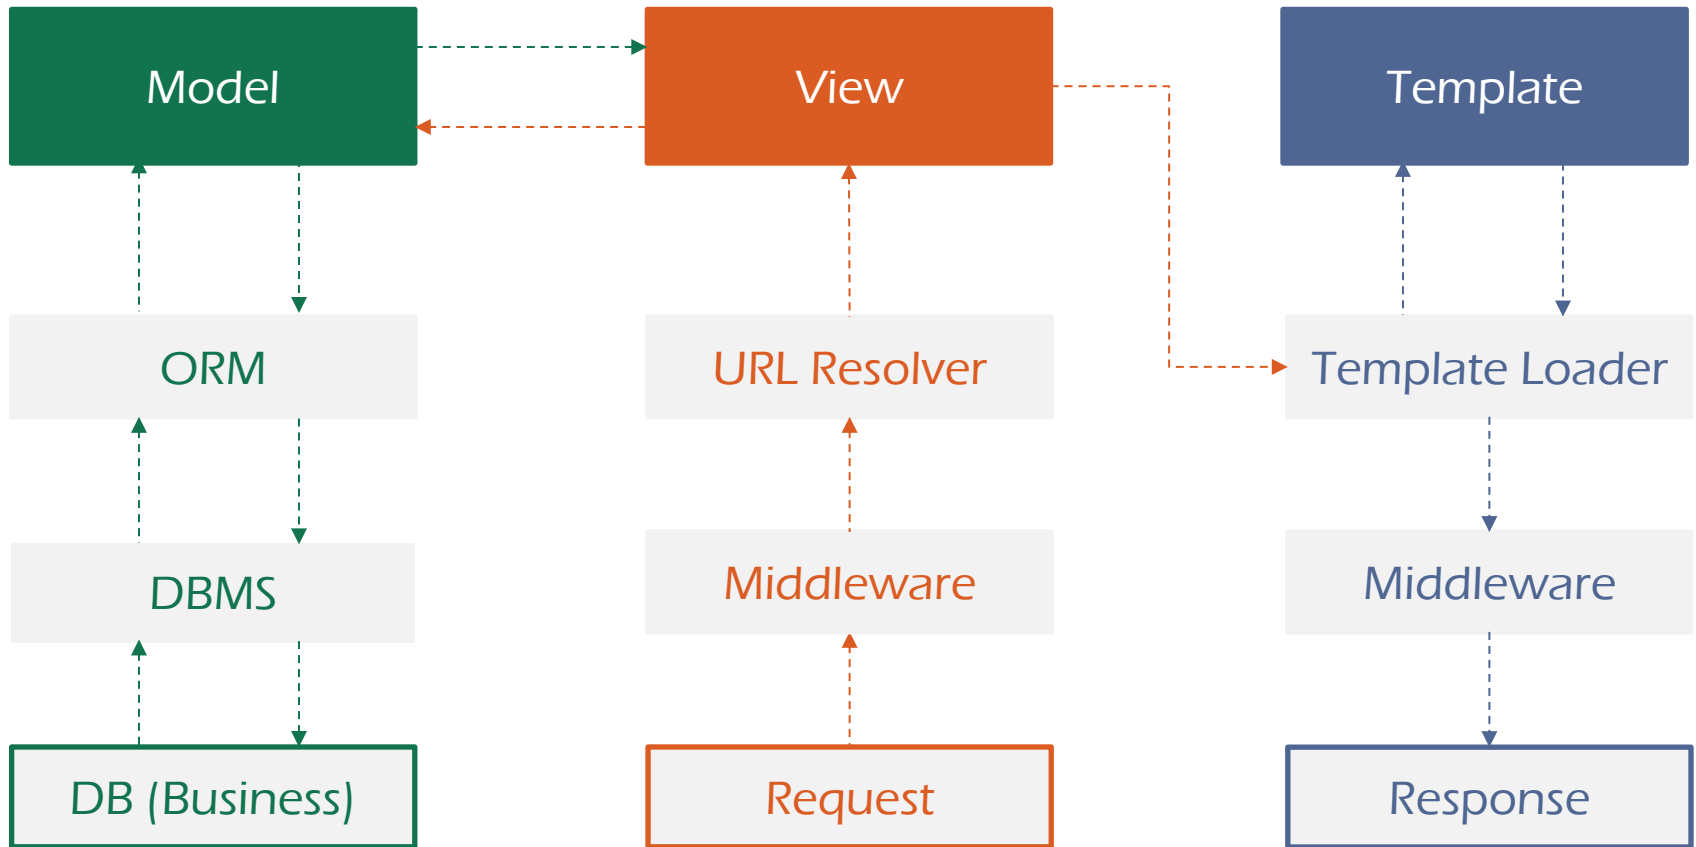 Model
View
Template
ORM
URL Resolver
Template Loader
DBMS
Middleware
Middleware
DB (Business)
Request
Response